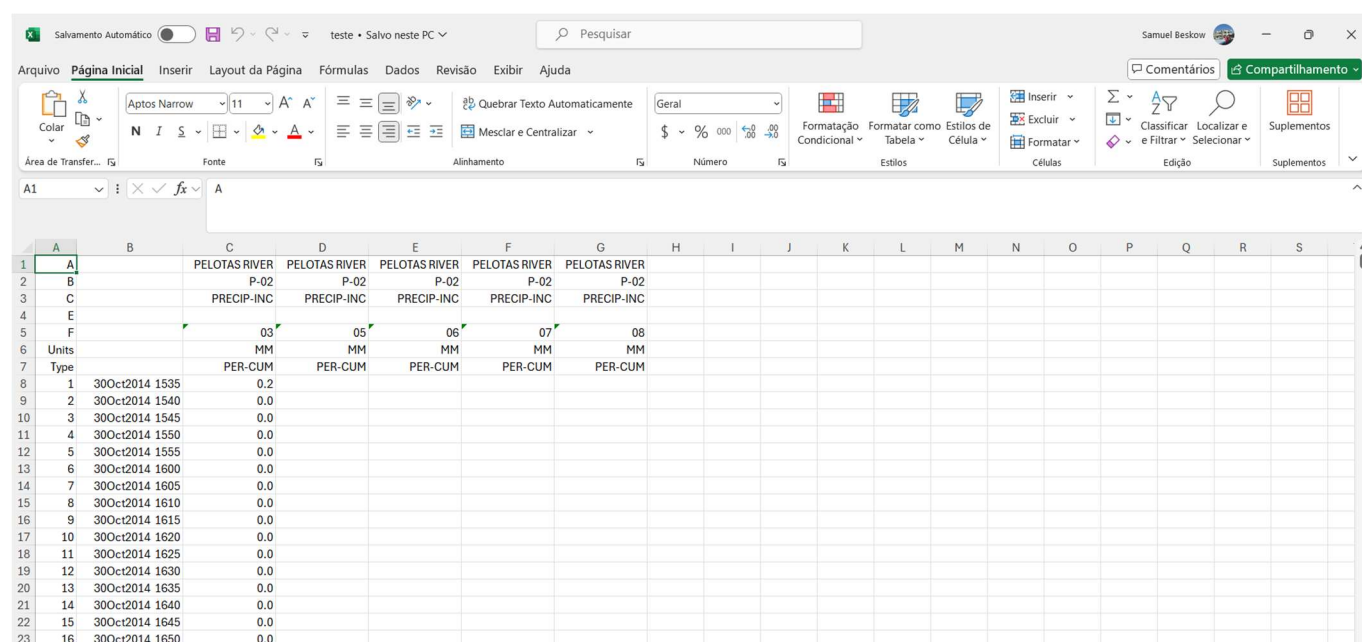 Salvamento Automático teste • Salvo neste PC Pesquisar Samuel Beskow
Arquivo Página Inicial Inserir Layout da Página Fórmulas Dados Revisão Exibir Ajuda Comentários Compartilhamento
Colar Aptos Narrow 11 A A Quebrar Texto Automaticamente Geral Formatação Condicional Formatar como Tabela Estilos de Célula Inserir Classificar e Filtrar Localizar e Selecionar Suplementos
N I S A Mesclar e Centralizar $ % 000 Excluir
Formatar
Área de Transfer... Fonte Alinhamento Número Estilos Células Edição Suplementos
A1 fx A
A B C D E F G H I J K L M N O P Q R S
1 A PELOTAS RIVER PELOTAS RIVER PELOTAS RIVER PELOTAS RIVER PELOTAS RIVER
2 B P-02 P-02 P-02 P-02 P-02
3 C PRECIP-INC PRECIP-INC PRECIP-INC PRECIP-INC PRECIP-INC
4 E
5 F 03 05 06 07 08
6 Units MM MM MM MM MM
7 Type PER-CUM PER-CUM PER-CUM PER-CUM PER-CUM
8 1 30Oct2014 1535 0.2
9 2 30Oct2014 1540 0.0
10 3 30Oct2014 1545 0.0
11 4 30Oct2014 1550 0.0
12 5 30Oct2014 1555 0.0
13 6 30Oct2014 1600 0.0
14 7 30Oct2014 1605 0.0
15 8 30Oct2014 1610 0.0
16 9 30Oct2014 1615 0.0
17 10 30Oct2014 1620 0.0
18 11 30Oct2014 1625 0.0
19 12 30Oct2014 1630 0.0
20 13 30Oct2014 1635 0.0
21 14 30Oct2014 1640 0.0
22 15 30Oct2014 1645 0.0
23 16 30Oct2014 1650 0.0